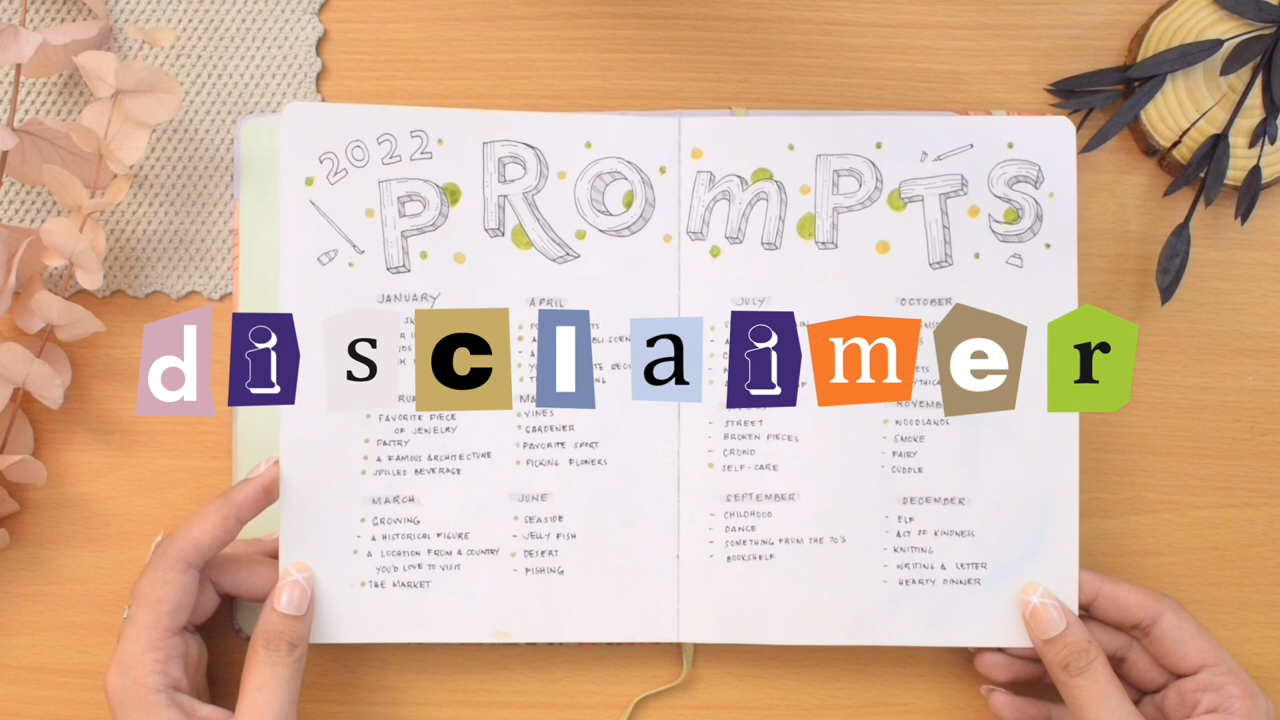 2022
PROMPTS
disclaimer
JANUARY
FAVORITE PIECE
OF JEWELRY
PASTRY
A FAMOUS ARCHITECTURE
SPILLED BEVERAGE
MARCH
GROWING
- A HISTORICAL FIGURE
A LOCATION FROM A COUNTRY
YOU'D LOVE TO VISIT
- THE MARKET
APRIL
VINES
GARDENER
FAVORITE SPORT
PICKING FLOWERS
JUNE
SEASIDE
- JELLY FISH
DESERT
- FISHING
JULY
- STREET
- BROKEN PIECES
- CROWD
SELF-CARE
SEPTEMBER
- CHILDHOOD
- DANCE
- SOMETHING FROM THE 70'S
- BOOKSHELF
OCTOBER
WOODLANDS
- SMOKE
- FAIRY
- CUDDLE
DECEMBER
- ELF
- ACT OF KINDNESS
- KNITTING
- WRITING A LETTER
- HEARTY DINNER